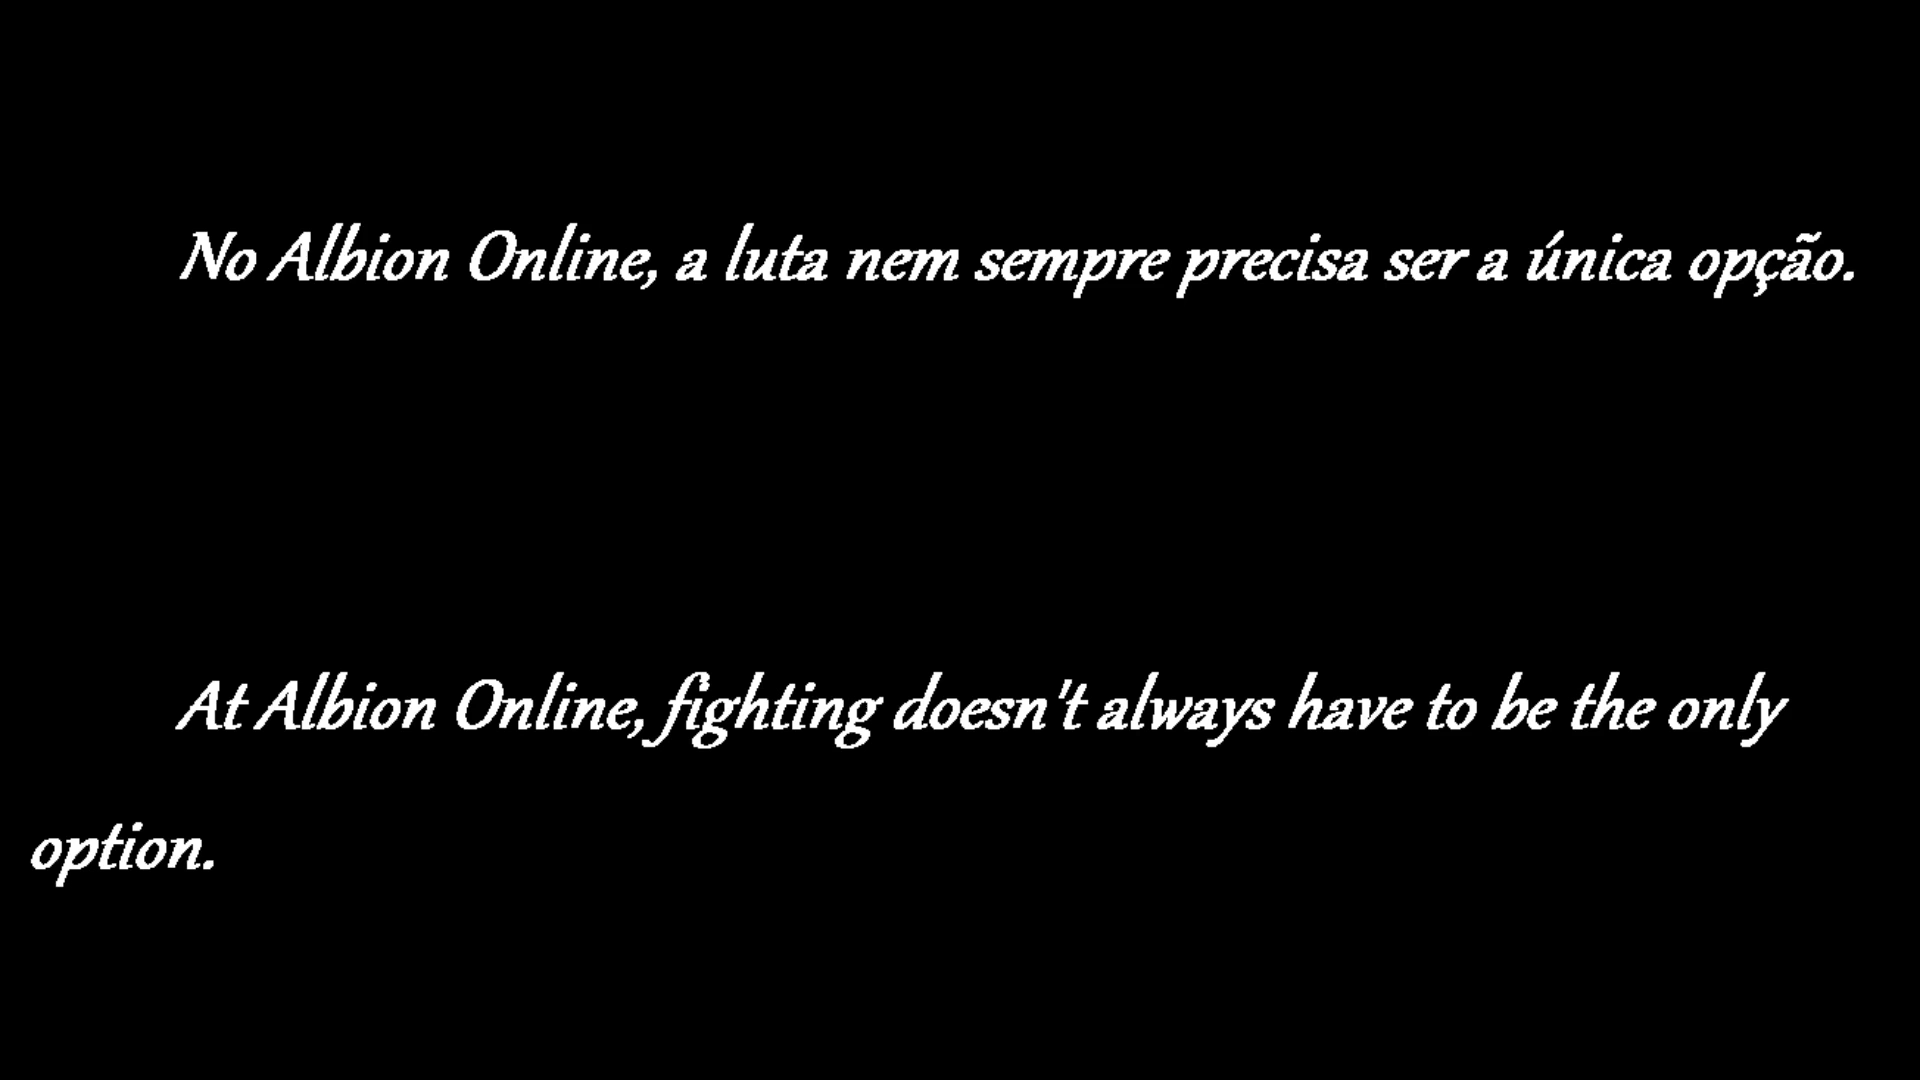 No Albion Online, a luta nem sempre precisa ser a única opção.
At Albion Online, fighting doesn't always have to be the only
option.